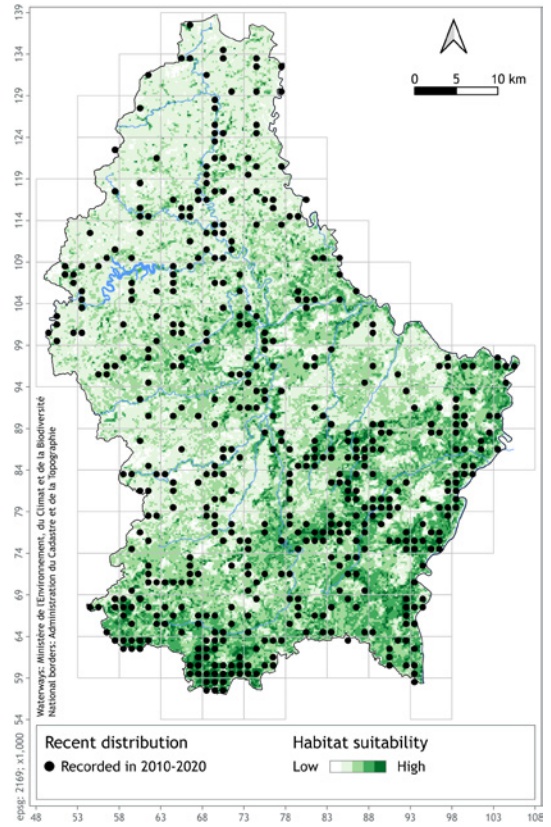 139
134
129
124
119
114
109
104
99
94
89
84
79
74
69
64
59
54
0 5 10 km
Waterways: Ministère de l'Environnement, du Climat et de la Biodiversité
National borders: Administration du Cadastre et de la Topographie
epsg: 2169; x1,000
Recent distribution
Recorded in 2010-2020
Habitat suitability
Low High
48 53 58 63 68 73 78 83 88 93 98 103 108